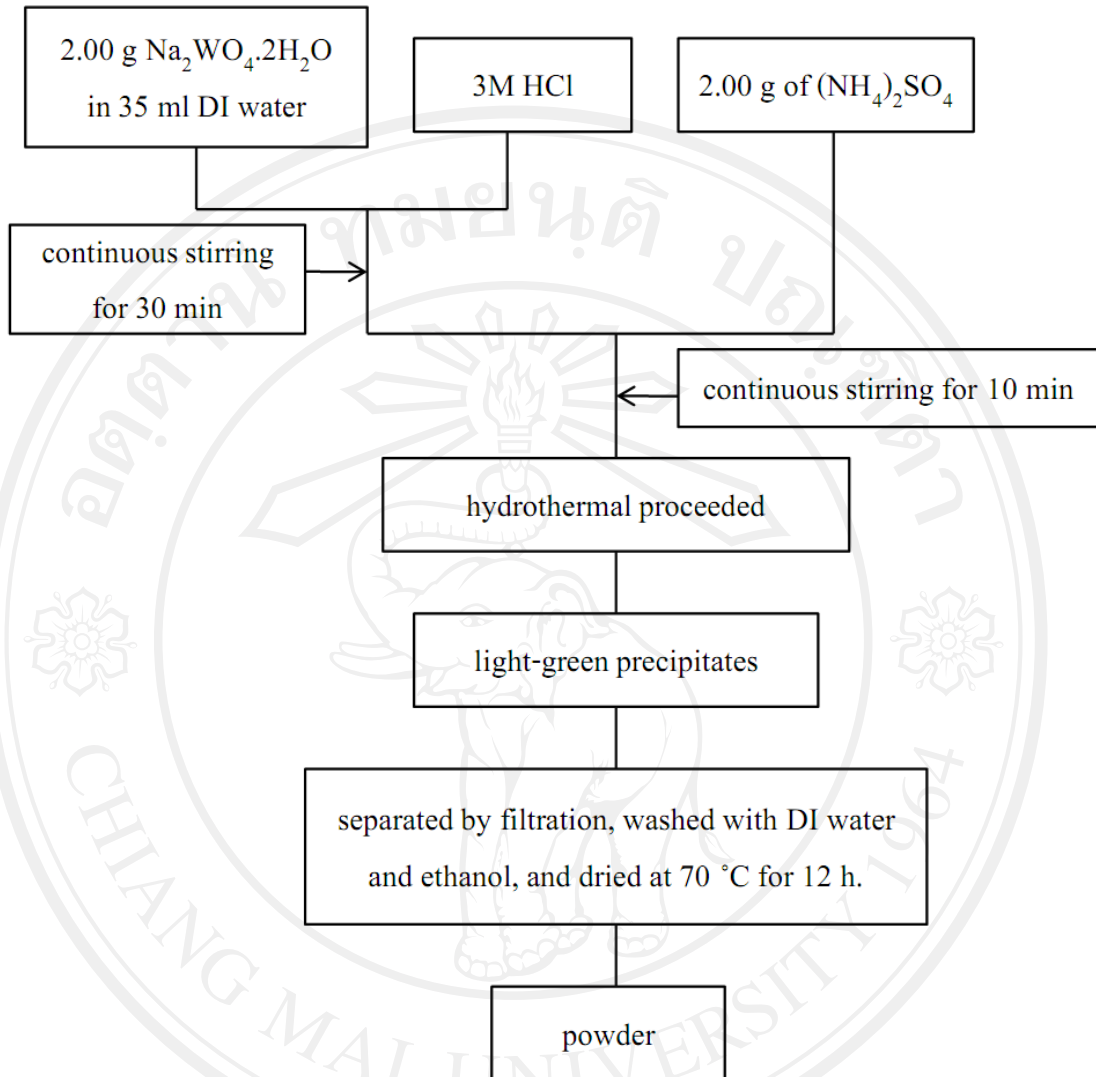 2.00 g Na₂WO₄.2H₂O
in 35 ml DI water
3M HCl
2.00 g of (NH₄)₂SO₄
continuous stirring
for 30 min
continuous stirring for 10 min
hydrothermal proceeded
light-green precipitates
separated by filtration, washed with DI water
and ethanol, and dried at 70 ˚C for 12 h.
powder
CHIANG MAI UNIVERSITY 1964